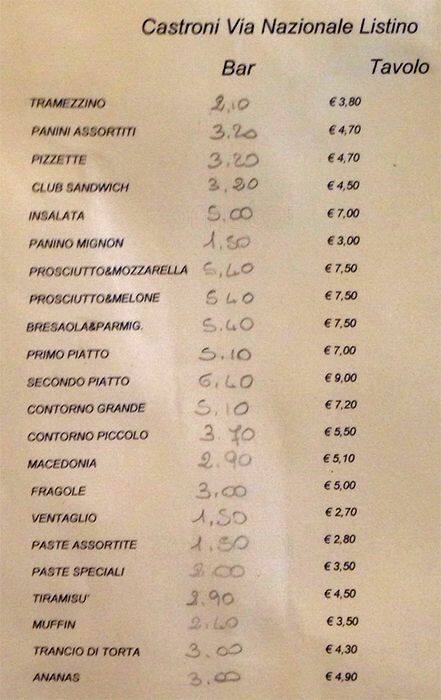 Castroni Via Nazionale Listino
Bar Tavolo
TRAMEZZINO 2,10 € 3,80
PANINI ASSORTITI 3.20 € 4,70
PIZZETTE 3.20 € 4,70
CLUB SANDWICH 3,20 € 4,50
INSALATA 5.00 € 7,00
PANINO MIGNON 1.50 € 3,00
PROSCIUTTO&MOZZARELLA 5,40 € 7,50
PROSCIUTTO&MELONE 5 40 € 7,50
BRESAOLA&PARMIG. 5.40 € 7,50
PRIMO PIATTO 5.10 € 7,00
SECONDO PIATTO 6.40 € 9,00
CONTORNO GRANDE 5,10 € 7,20
CONTORNO PICCOLO 3.70 € 5,50
MACEDONIA 2.90 € 5,10
FRAGOLE 3.00 € 5,00
VENTAGLIO 1,50 € 2,70
PASTE ASSORTITE 1.50 € 2,80
PASTE SPECIALI 2.00 € 3,50
TIRAMISU' 2.90 € 4,50
MUFFIN 2.40 € 3,50
TRANCIO DI TORTA 3.00 € 4,30
ANANAS 3.00 € 4,90